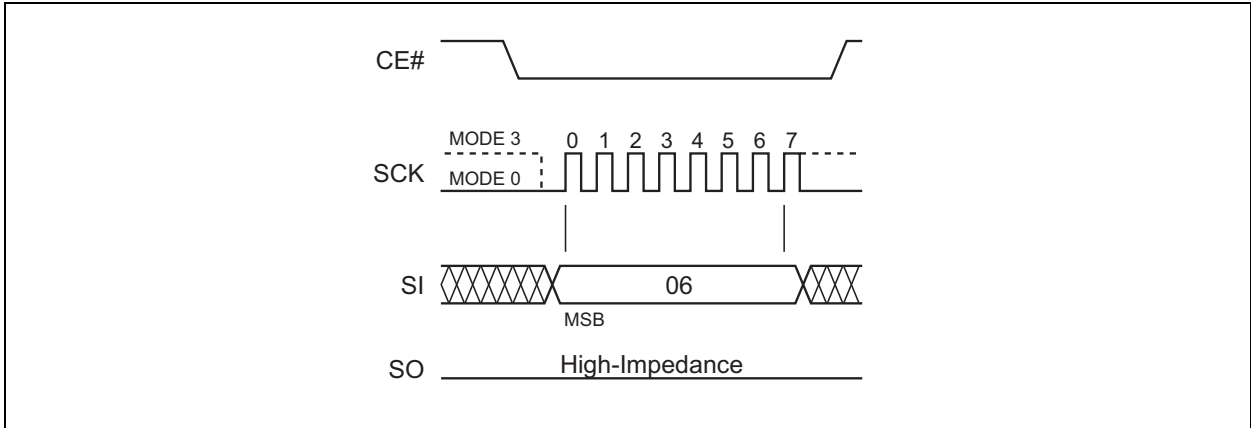 CE#
MODE 3
0 1 2 3 4 5 6 7
SCK
MODE 0
SI
06
MSB
SO
High-Impedance